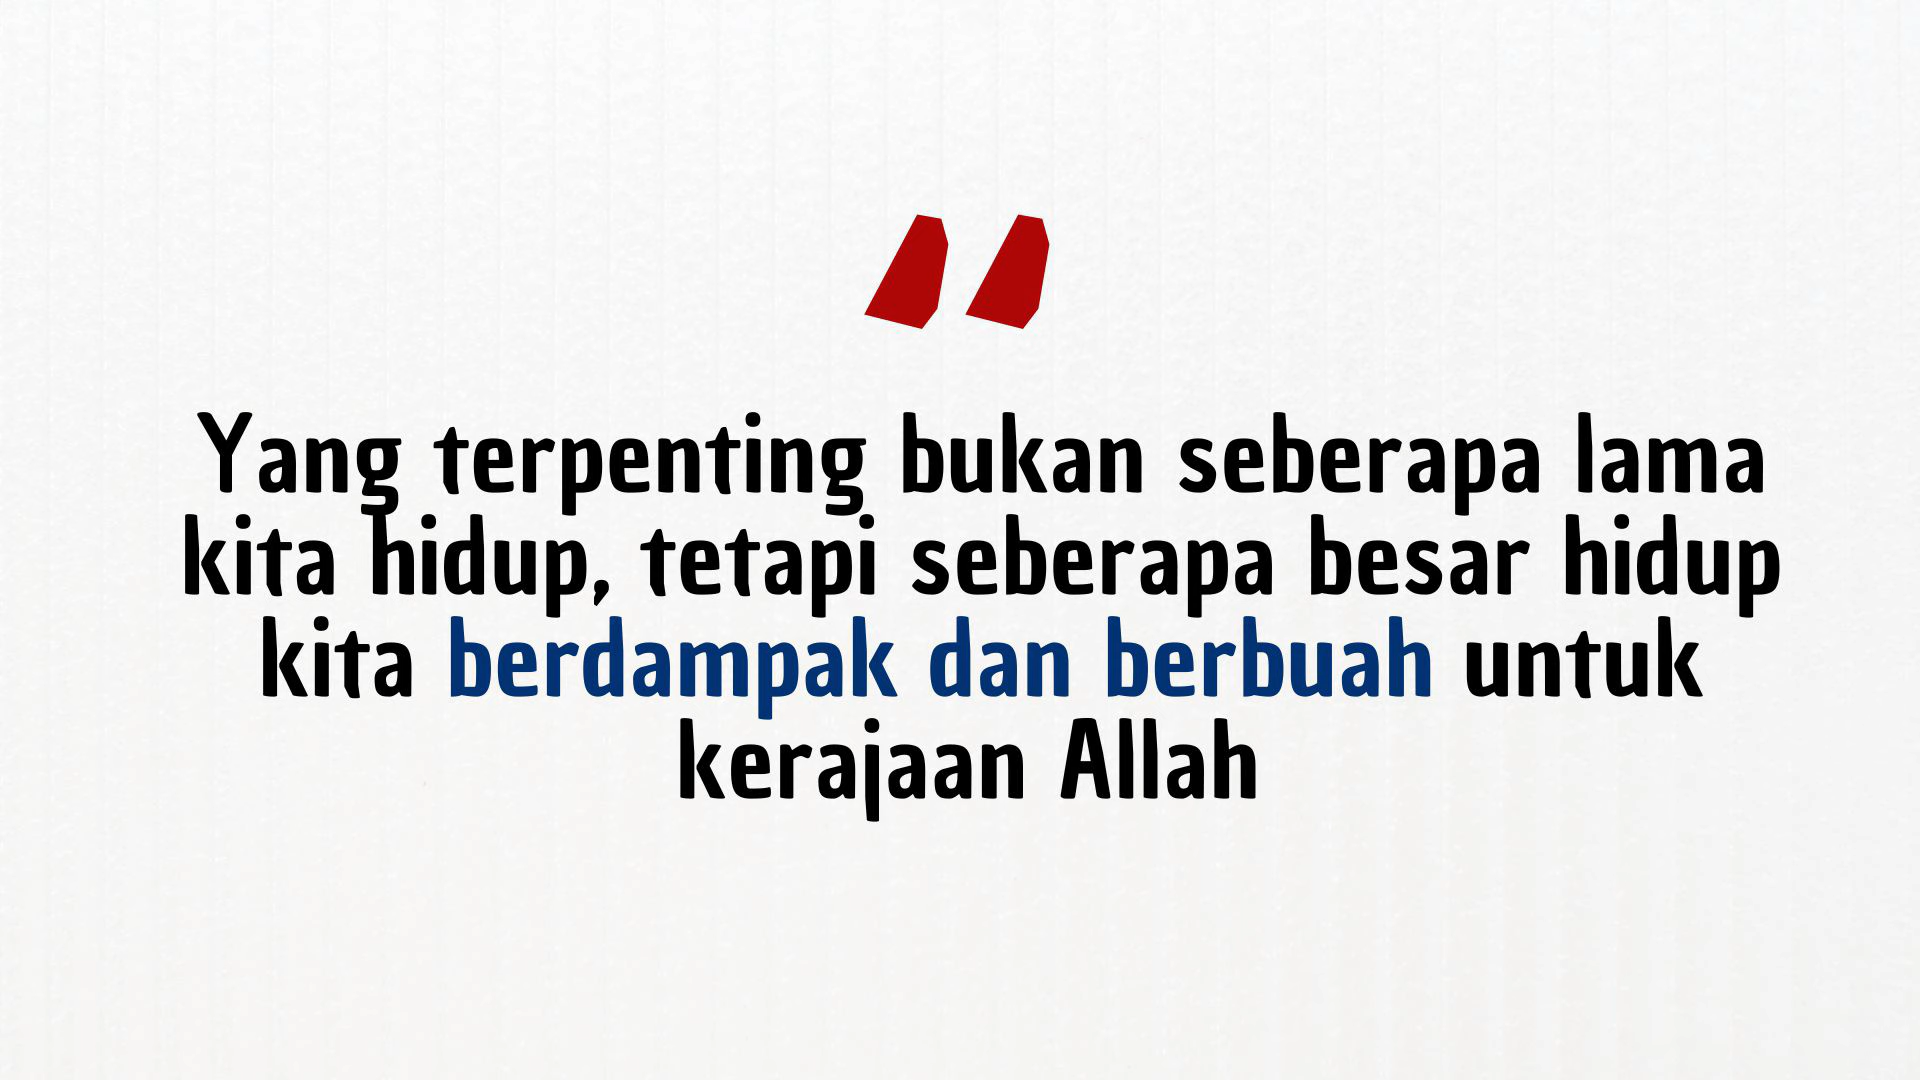 "
Yang terpenting bukan seberapa lama
kita hidup, tetapi seberapa besar hidup
kita berdampak dan berbuah untuk
kerajaan Allah